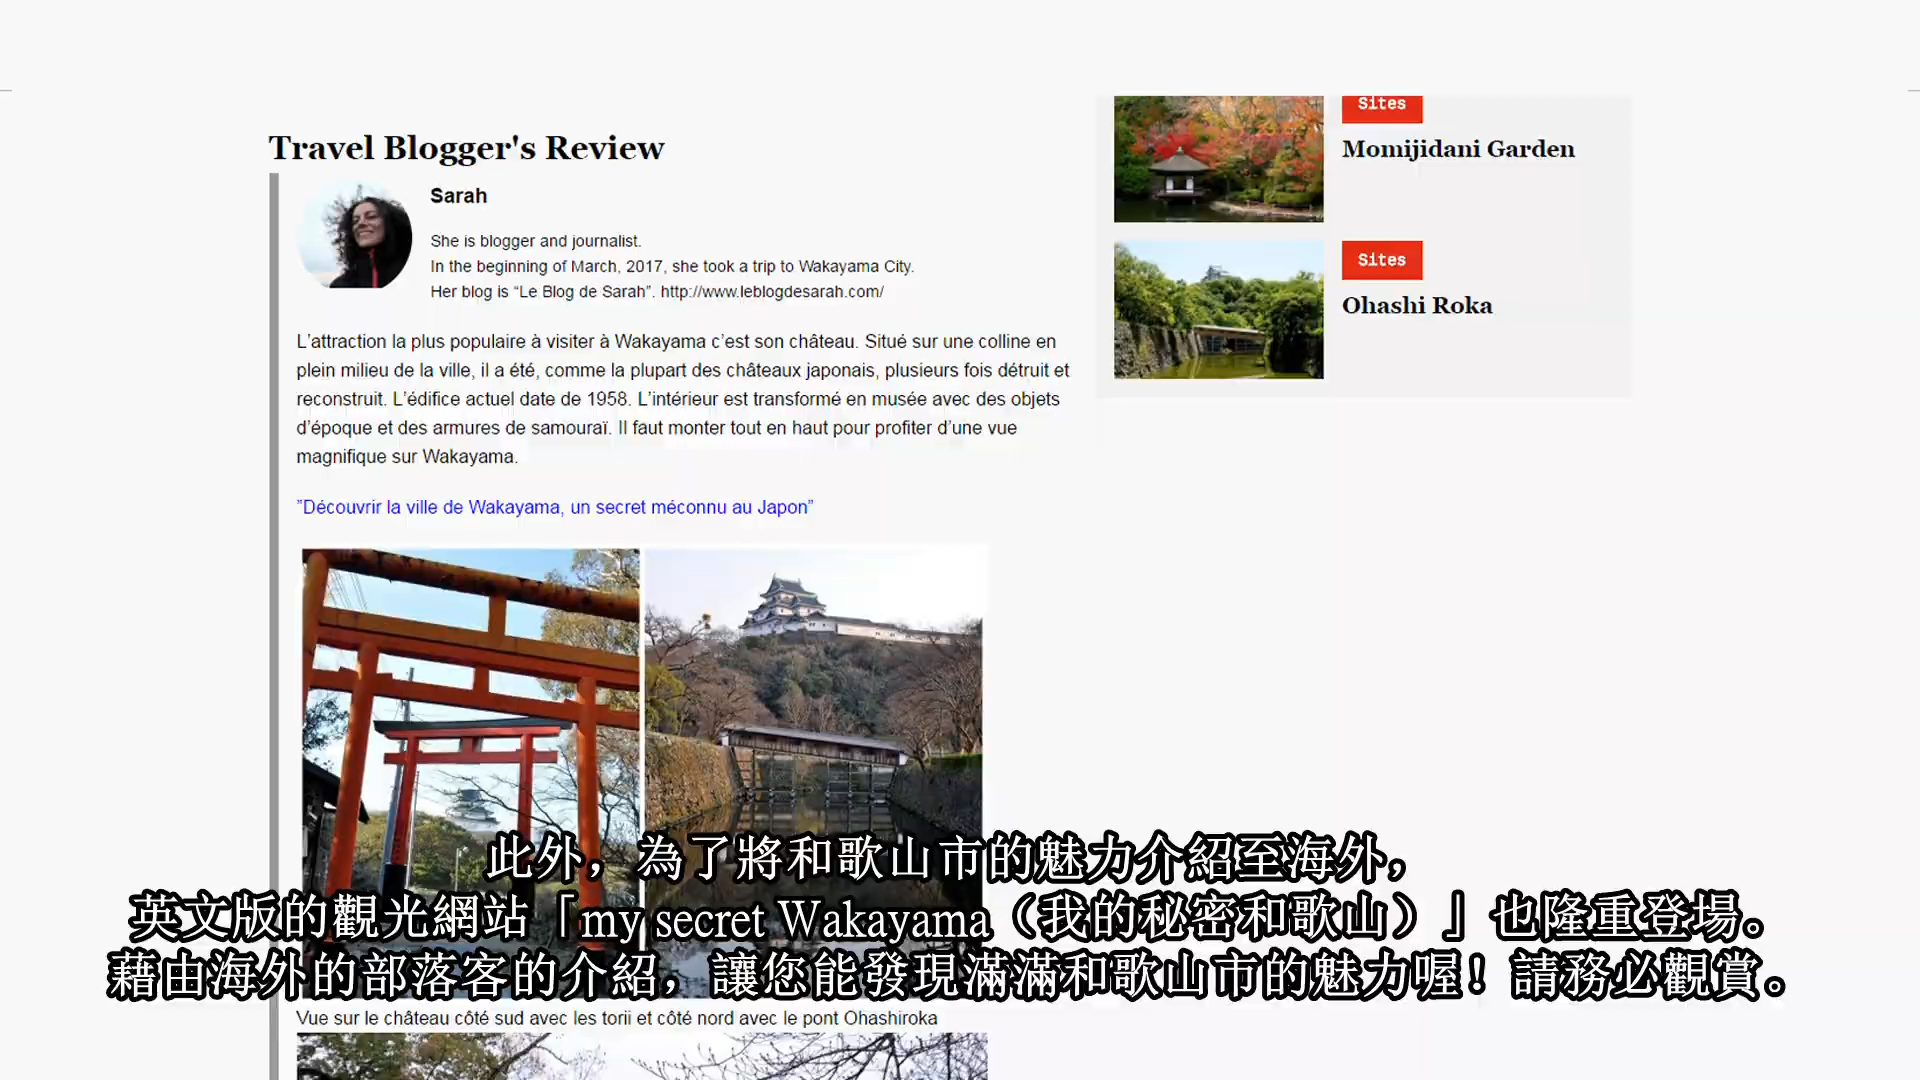 Travel Blogger's Review
Sarah
She is blogger and journalist.
In the beginning of March, 2017, she took a trip to Wakayama City.
Her blog is “Le Blog de Sarah”. http://www.leblogdesarah.com/
L’attraction la plus populaire à visiter à Wakayama c’est son château. Situé sur une colline en
plein milieu de la ville, il a été, comme la plupart des châteaux japonais, plusieurs fois détruit et
reconstruit. L’édifice actuel date de 1958. L’intérieur est transformé en musée avec des objets
d’époque et des armures de samouraï. Il faut monter tout en haut pour profiter d’une vue
magnifique sur Wakayama.
”Découvrir la ville de Wakayama, un secret méconnu au Japon”
Sites
Momijidani Garden
Sites
Ohashi Roka
此外，為了將和歌山市的魅力介紹至海外，
英文版的觀光網站「my secret Wakayama（我的秘密和歌山）」也隆重登場。
藉由海外的部落客的介紹，讓您能發現滿滿和歌山市的魅力喔！請務必觀賞。
Vue sur le château côté sud avec les torii et côté nord avec le pont Ohashiroka